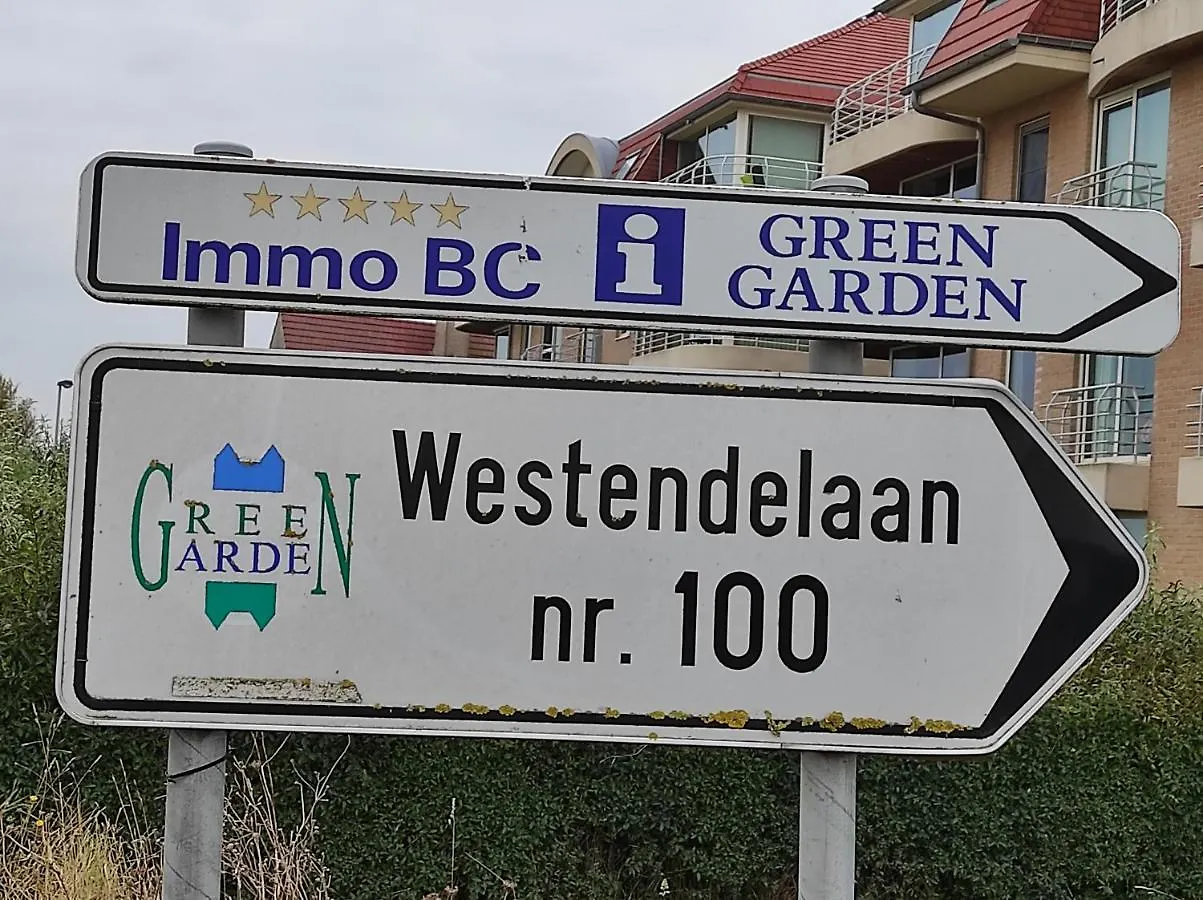 Immo BC i GREEN
GARDEN
GREEN
GARDEN
Westendelaan
nr. 100